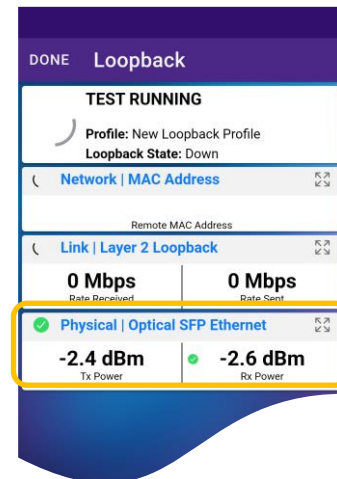 DONE Loopback
TEST RUNNING
Profile: New Loopback Profile
Loopback State: Down
Network | MAC Address
Remote MAC Address
Link | Layer 2 Loopback
0 Mbps 0 Mbps
Rate Received Rate Sent
Physical | Optical SFP Ethernet
-2.4 dBm -2.6 dBm
Tx Power Rx Power